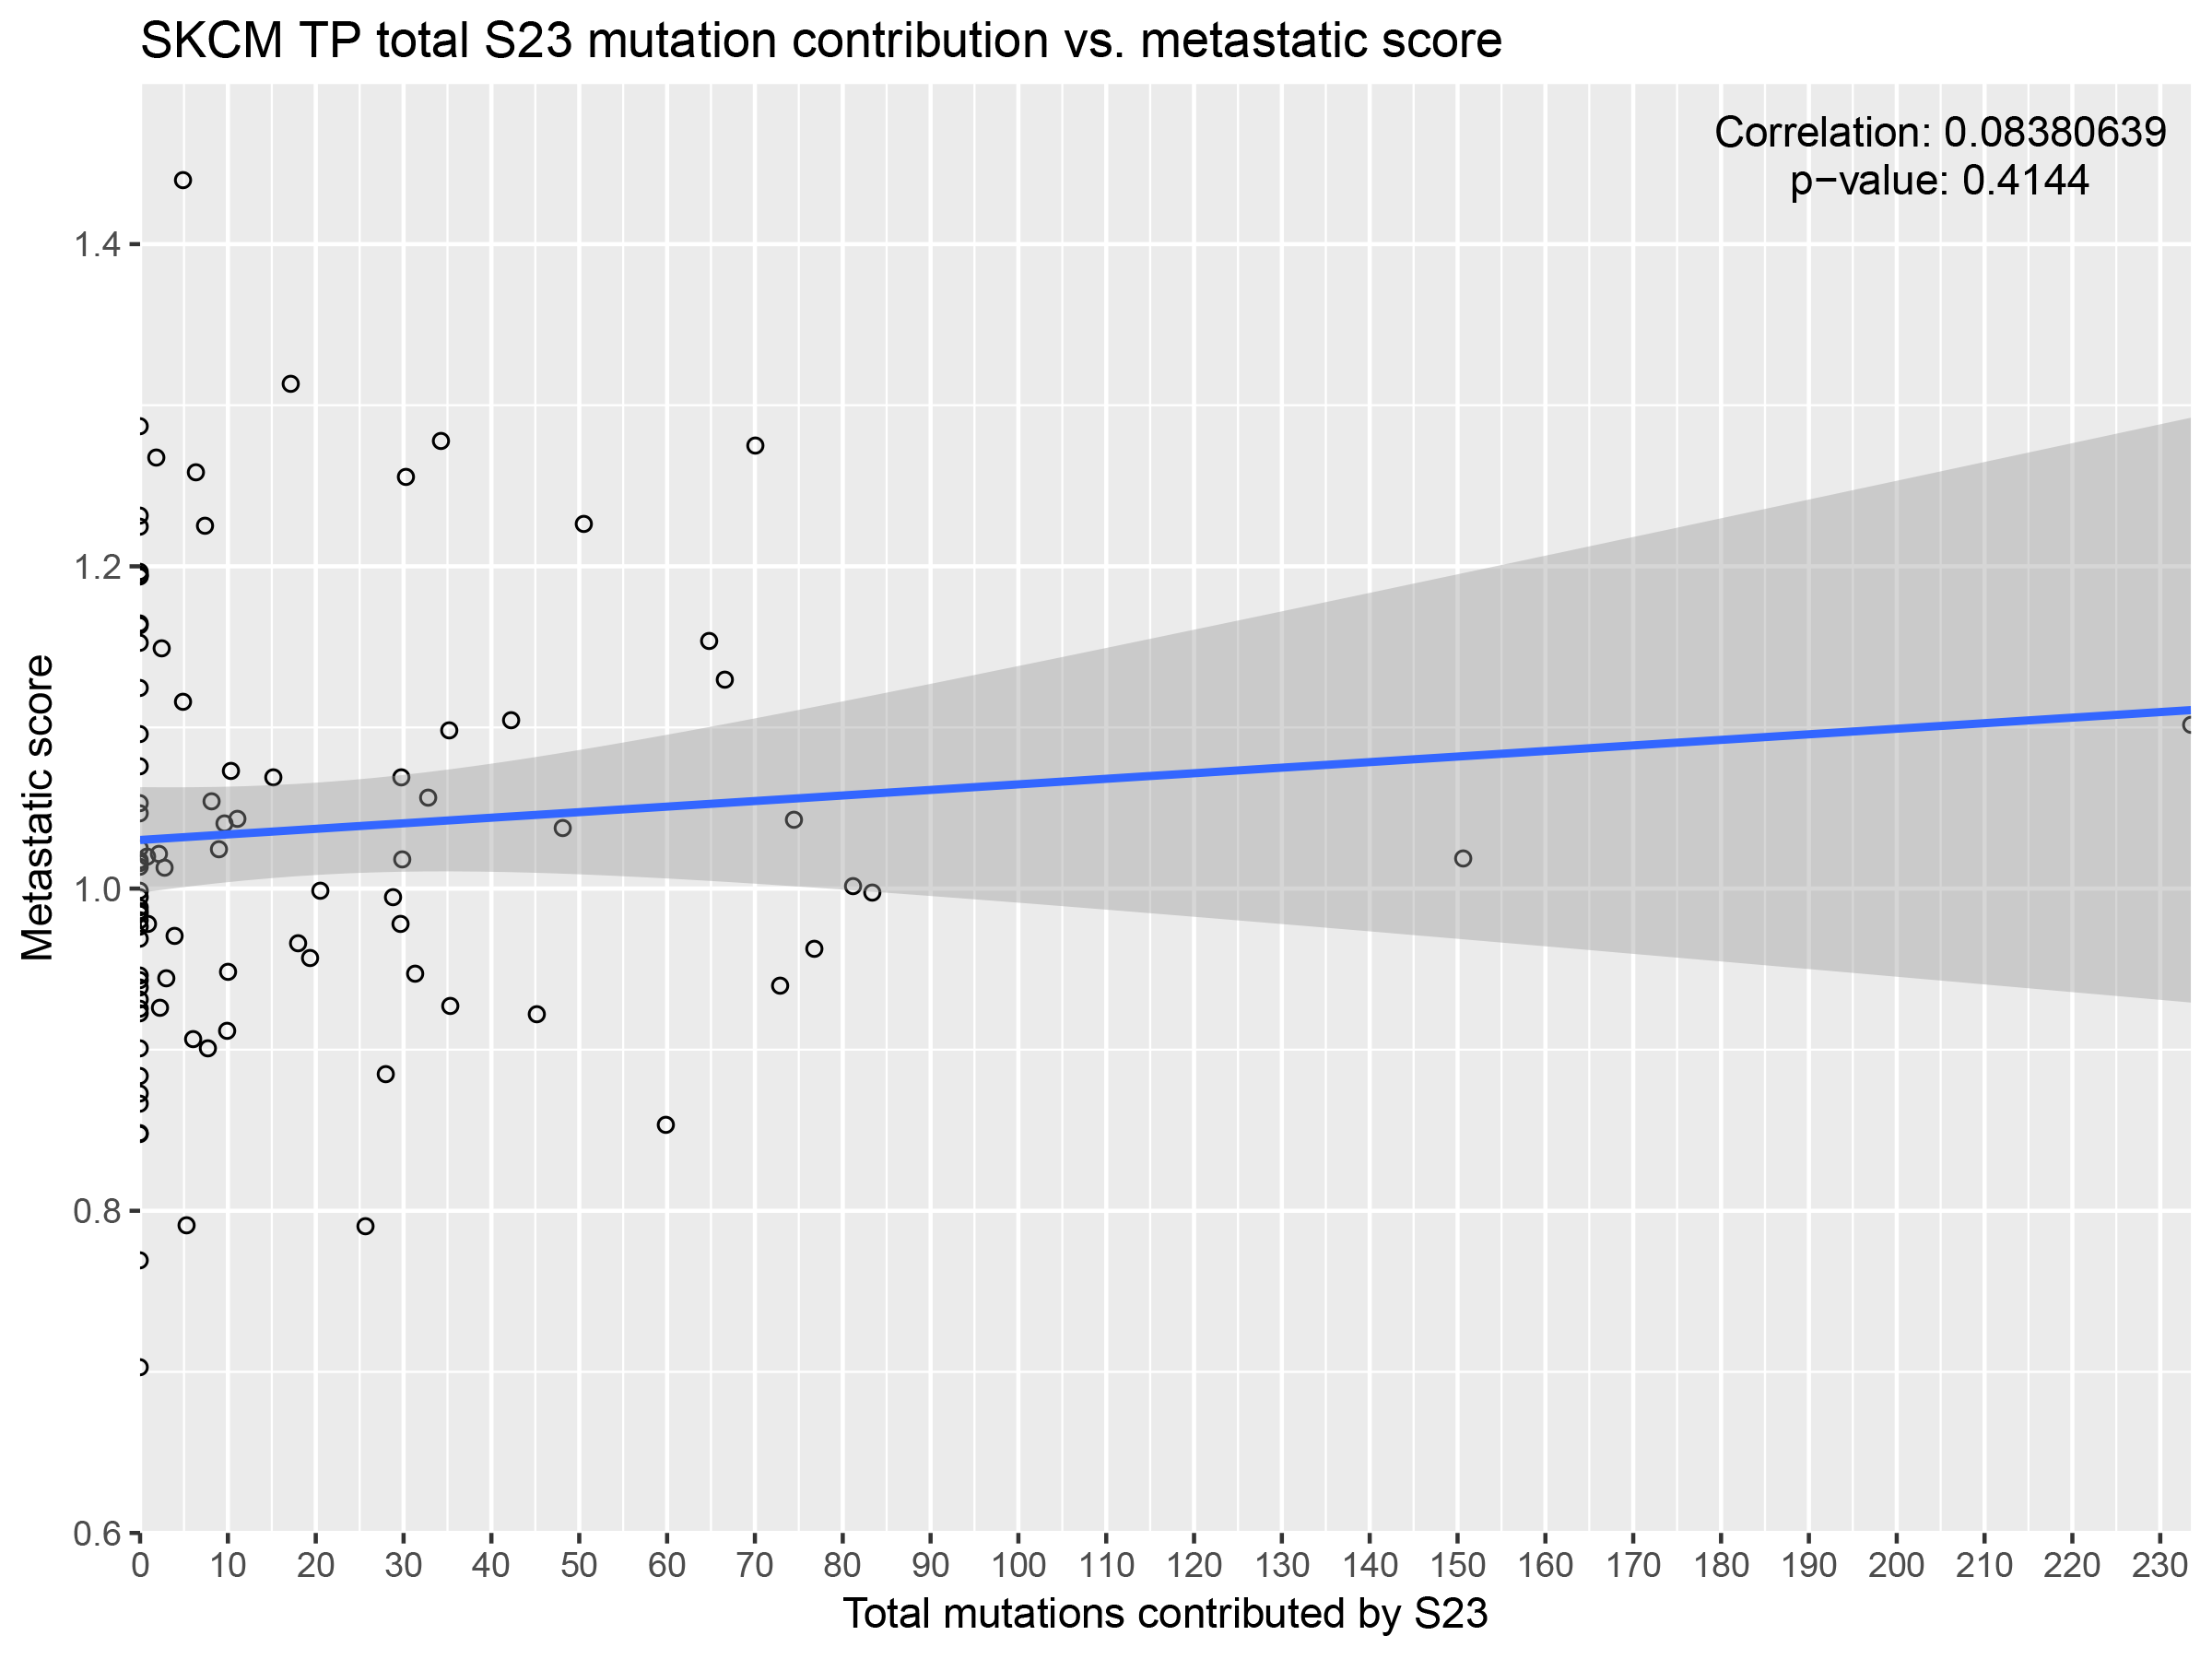 SKCM TP total S23 mutation contribution vs. metastatic score
Correlation: 0.08380639
p−value: 0.4144
Metastatic score
1.4
1.2
1.0
0.8
0.6
0 10 20 30 40 50 60 70 80 90 100 110 120 130 140 150 160 170 180 190 200 210 220 230
Total mutations contributed by S23